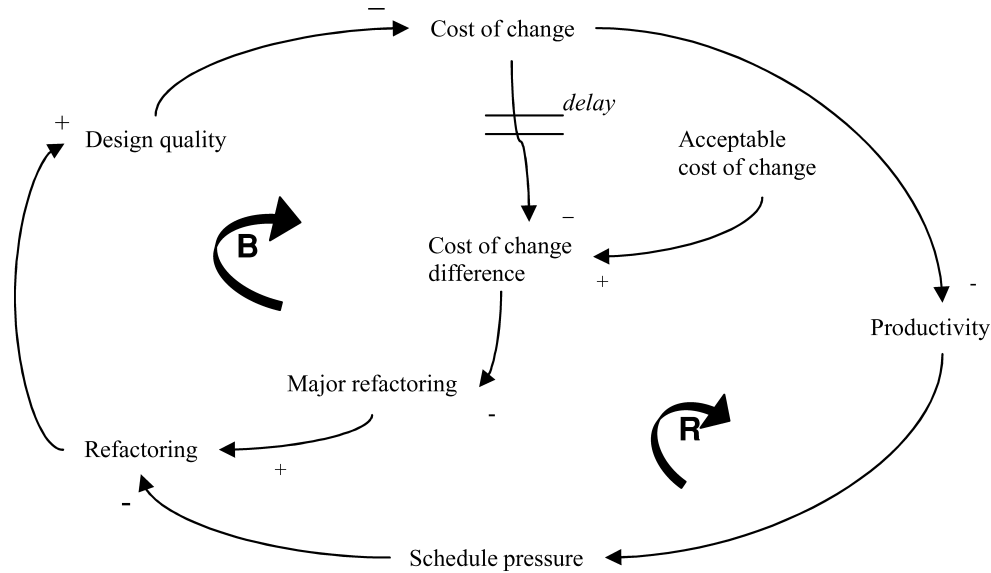 –
Cost of change
delay
+
Design quality
Acceptable
cost of change
B
–
Cost of change
difference
+
-
Productivity
Major refactoring
-
R
Refactoring
+
-
Schedule pressure